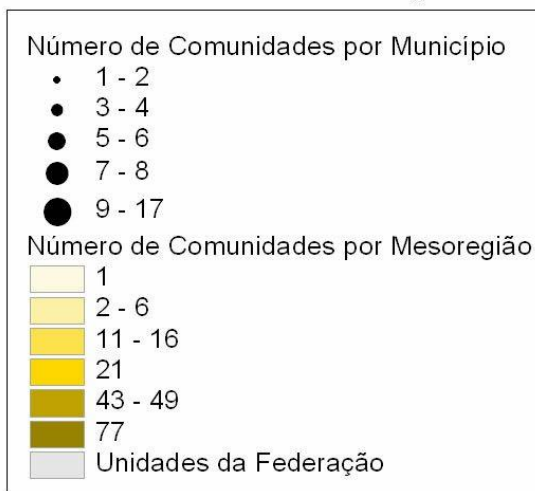 Número de Comunidades por Município
1 - 2
3 - 4
5 - 6
7 - 8
9 - 17
Número de Comunidades por Mesoregião
1
2 - 6
11 - 16
21
43 - 49
77
Unidades da Federação